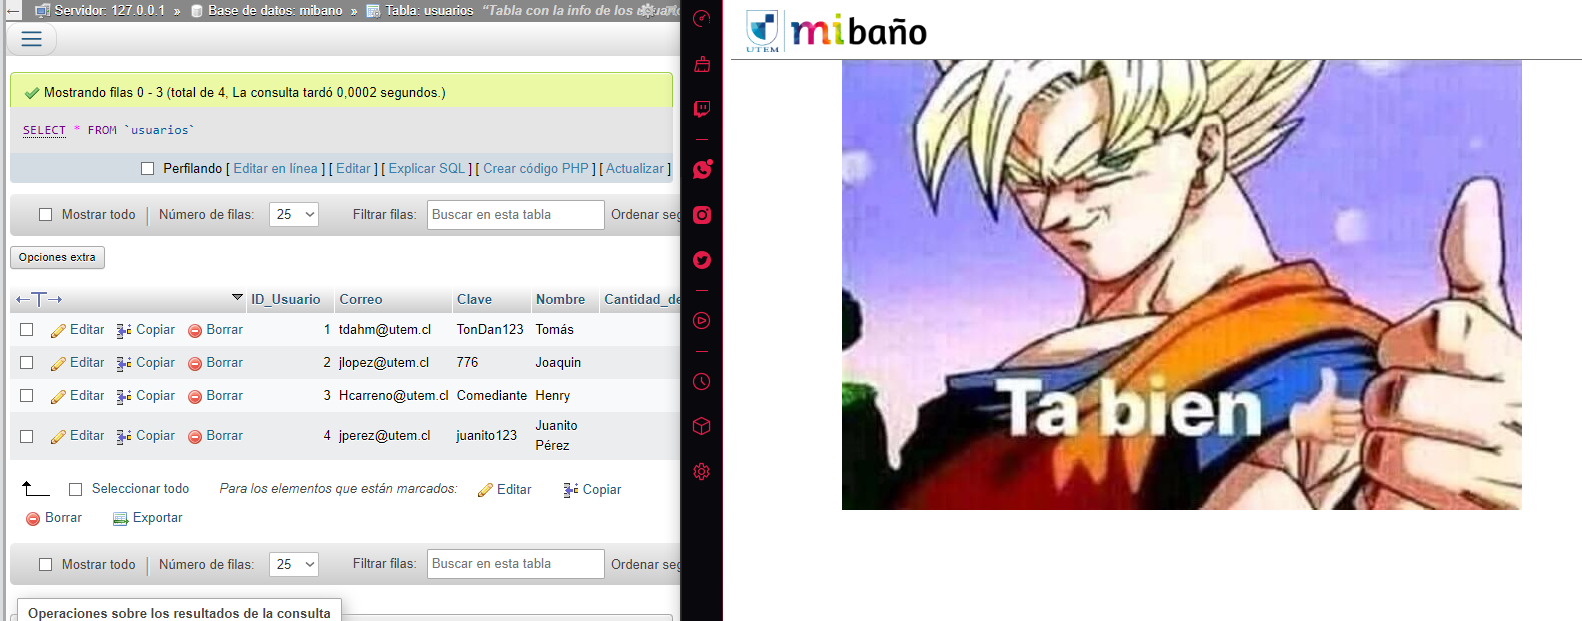 Servidor: 127.0.0.1 » Base de datos: mibano » Tabla: usuarios "Tabla con la info de los
Mostrando filas 0 - 3 (total de 4, La consulta tardó 0,0002 segundos.)
SELECT * FROM `usuarios`
Perfilando [ Editar en línea ] [ Editar ] [ Explicar SQL ] [ Crear código PHP ] [ Actualizar ]
Mostrar todo | Número de filas: 25 Filtrar filas: Buscar en esta tabla Ordenar seg
Opciones extra
←T→ ID_Usuario Correo Clave Nombre Cantidad_de
Editar Copiar Borrar 1 tdahm@utem.cl TonDan123 Tomás
Editar Copiar Borrar 2 jlopez@utem.cl 776 Joaquin
Editar Copiar Borrar 3 Hcarreno@utem.cl Comediante Henry
Editar Copiar Borrar 4 jperez@utem.cl juanito123 Juanito
Pérez
Seleccionar todo Para los elementos que están marcados: Editar Copiar
Borrar Exportar
Mostrar todo | Número de filas: 25 Filtrar filas: Buscar en esta tabla Ordenar seg
Operaciones sobre los resultados de la consulta
UTEM mibaño
Ta bien 👍